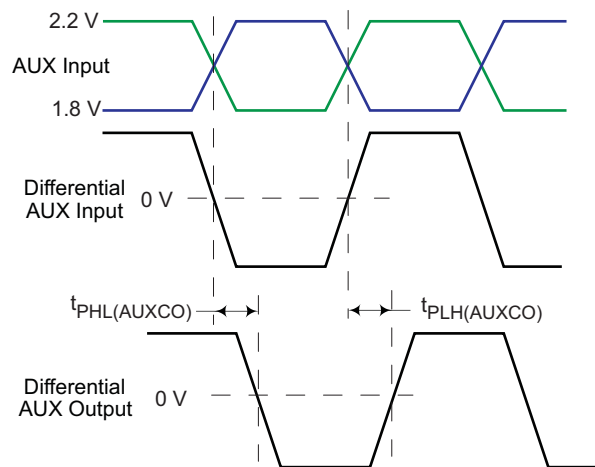 2.2 V
AUX Input
1.8 V
Differential
AUX Input
0 V
tPHL(AUXCO)
tPLH(AUXCO)
Differential
AUX Output
0 V